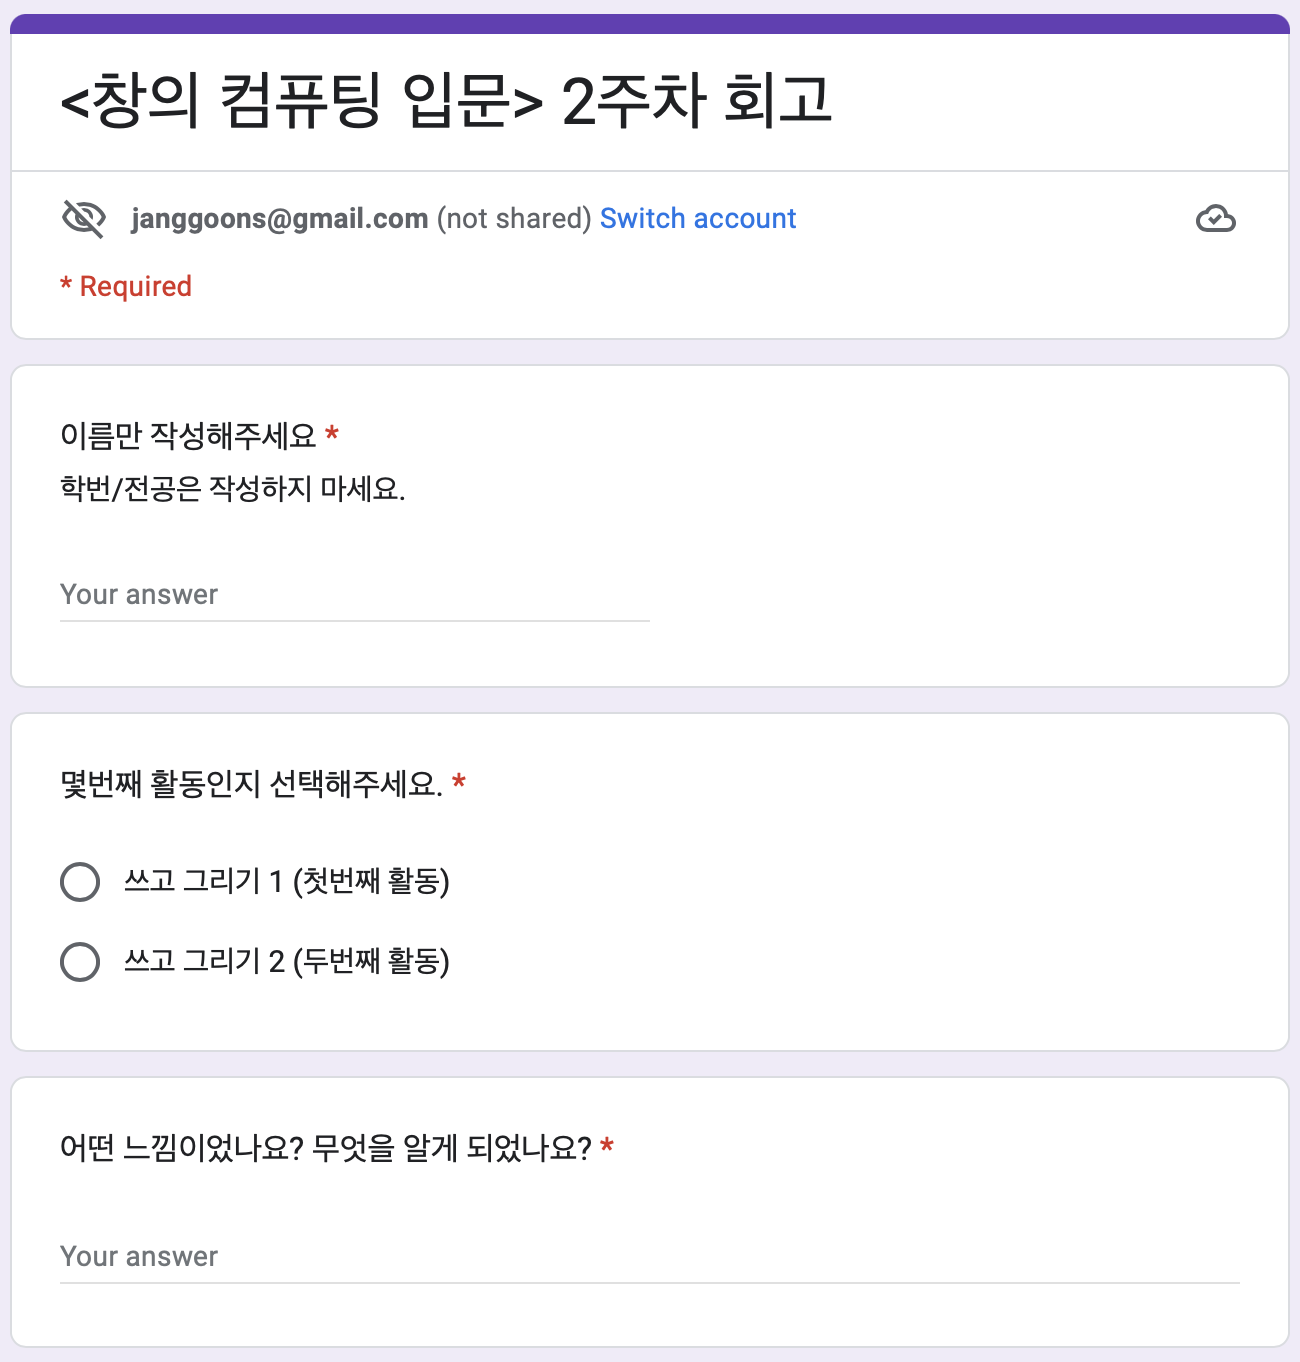 <창의 컴퓨팅 입문> 2주차 회고
janggoons@gmail.com (not shared) Switch account
* Required
이름만 작성해주세요 *
학번/전공은 작성하지 마세요.
Your answer
몇번째 활동인지 선택해주세요. *
쓰고 그리기 1 (첫번째 활동)
쓰고 그리기 2 (두번째 활동)
어떤 느낌이었나요? 무엇을 알게 되었나요? *
Your answer